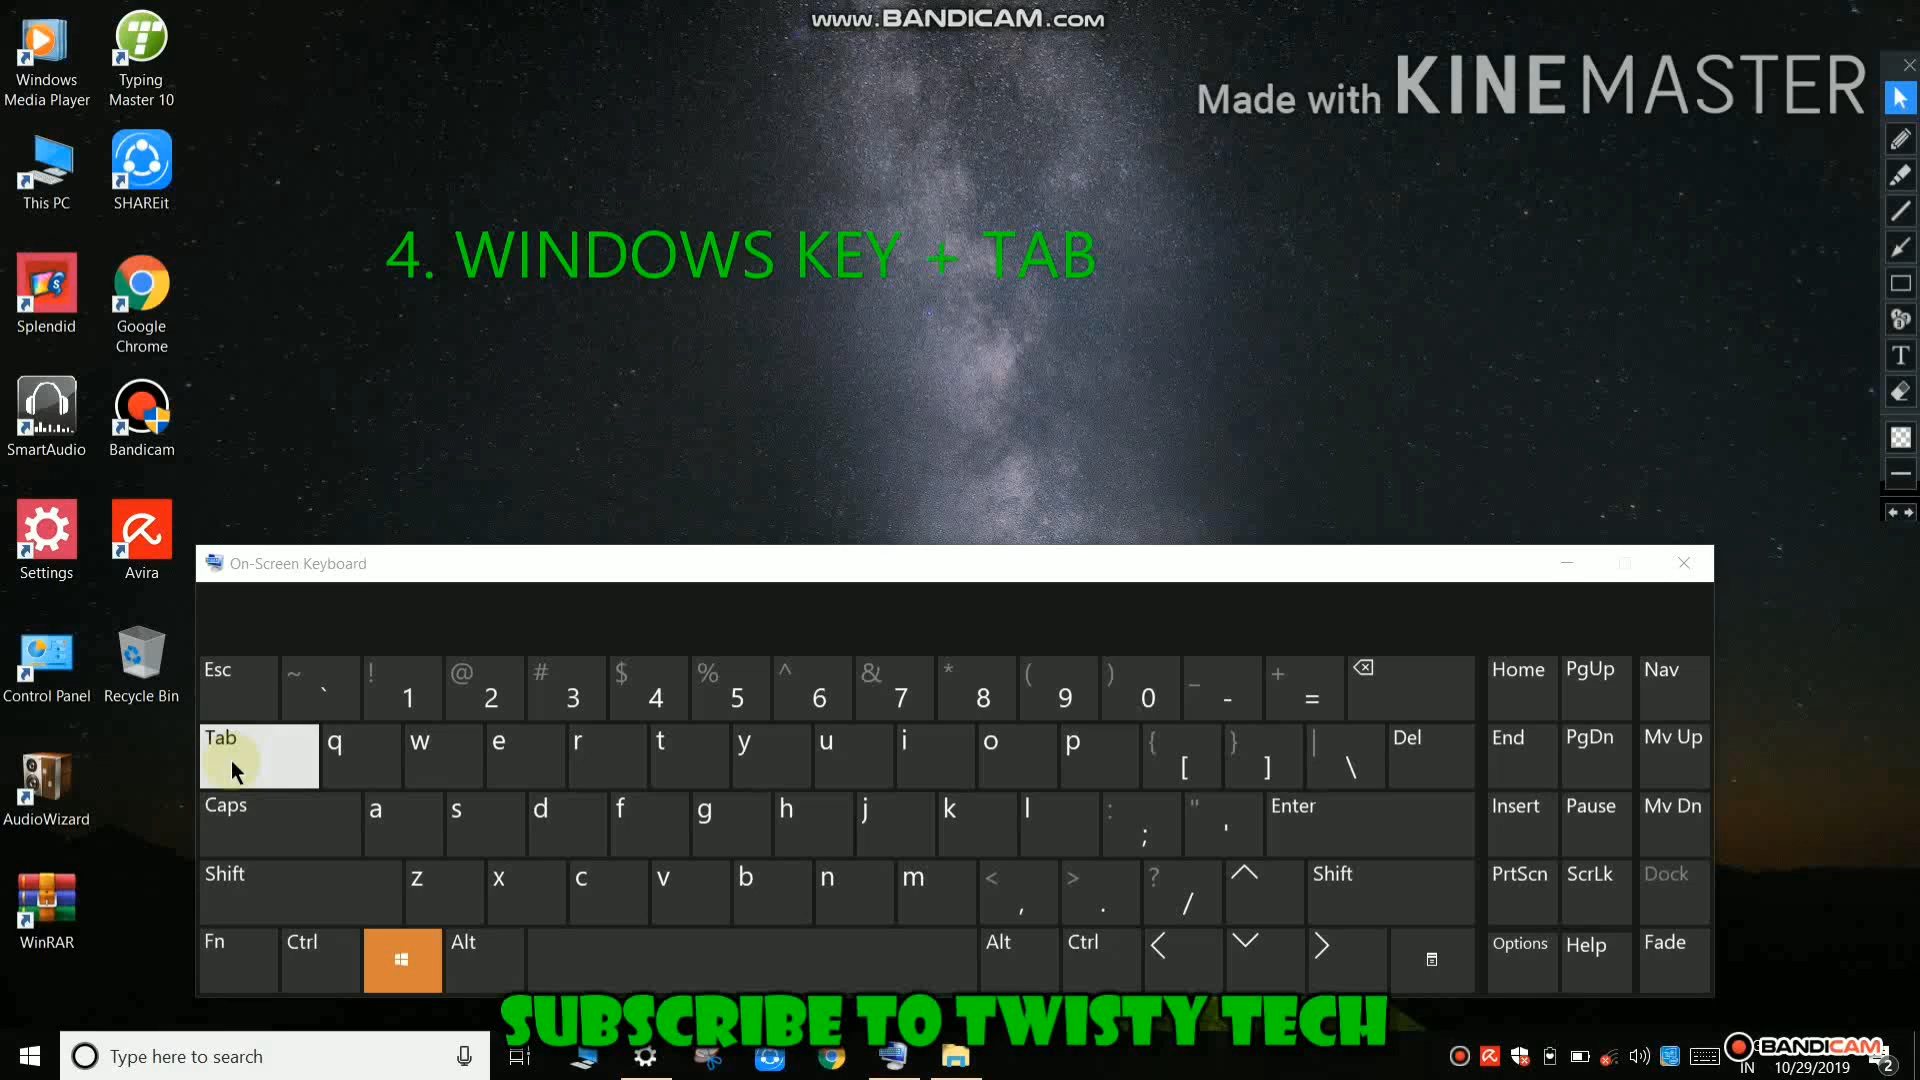 www.BANDICAM.com
Made with KINEMASTER
Windows Media Player
Typing Master 10
This PC
SHAREit
4. WINDOWS KEY + TAB
Splendid
Google Chrome
SmartAudio
Bandicam
Settings
Avira
Control Panel
Recycle Bin
AudioWizard
WinRAR
On-Screen Keyboard
Esc ~ ` ! 1 @ 2 # 3 $ 4 % 5 ^ 6 & 7 * 8 ( 9 ) 0 _ - + = Home PgUp Nav
Tab q w e r t y u i o p { [ } ] | \ Del End PgDn Mv Up
Caps a s d f g h j k l : ; " ' Enter Insert Pause Mv Dn
Shift z x c v b n m < , > . ? / Shift PrtScn ScrLk Dock
Fn Ctrl Alt Alt Ctrl Options Help Fade
SUBSCRIBE TO TWISTY TECH
Type here to search
BANDICAM
IN 10/29/2019 2